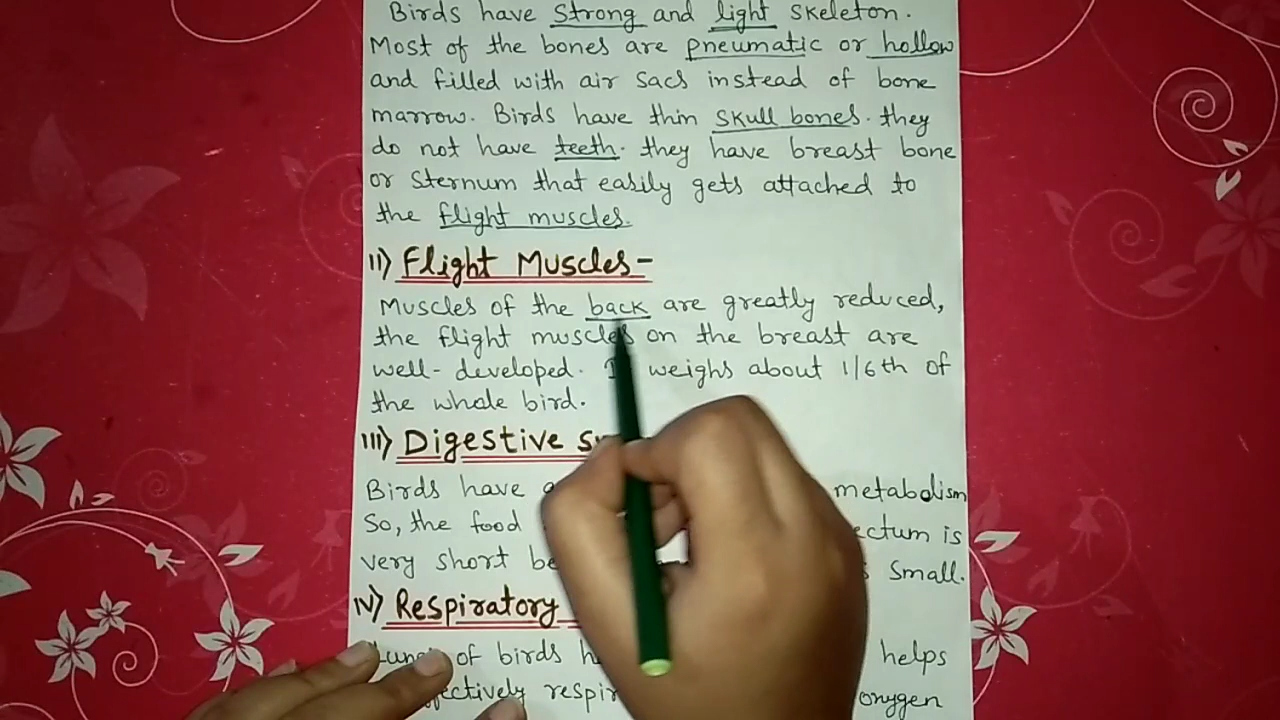 Birds have strong and light skeleton.
Most of the bones are pneumatic or hollow
and filled with air sacs instead of bone
marrow. Birds have thin skull bones. they
do not have teeth. they have breast bone
or sternum that easily gets attached to
the flight muscles.
II) Flight Muscles-
Muscles of the back are greatly reduced,
the flight muscles on the breast are
well-developed. weighs about 1/6th of
the whole bird.
III) Digestive
Birds have metabolism
So, the food is
very short small.
IV) Respiratory
of birds helps
oxygen